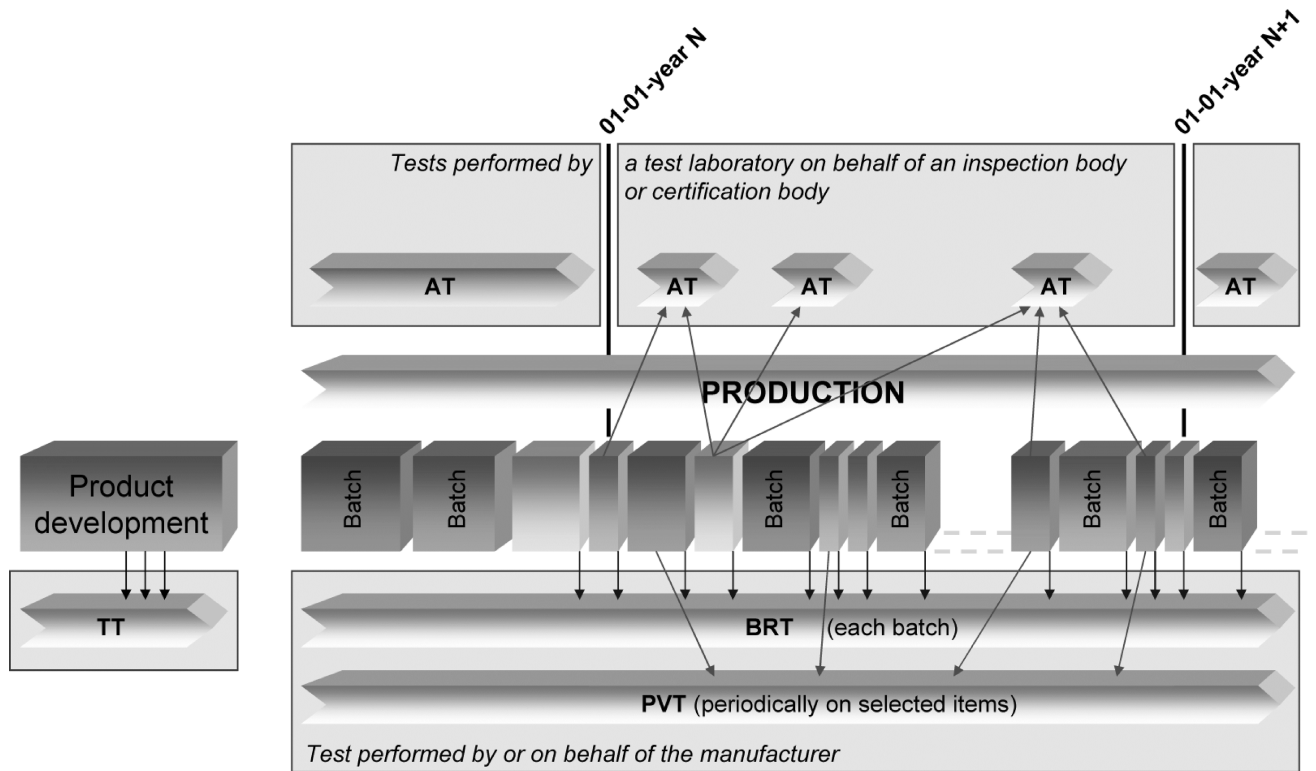 01-01-year N
01-01-year N+1
Tests performed by
a test laboratory on behalf of an inspection body
or certification body
AT
AT
AT
AT
AT
PRODUCTION
Product
development
Batch
Batch
Batch
Batch
Batch
Batch
TT
BRT (each batch)
PVT (periodically on selected items)
Test performed by or on behalf of the manufacturer